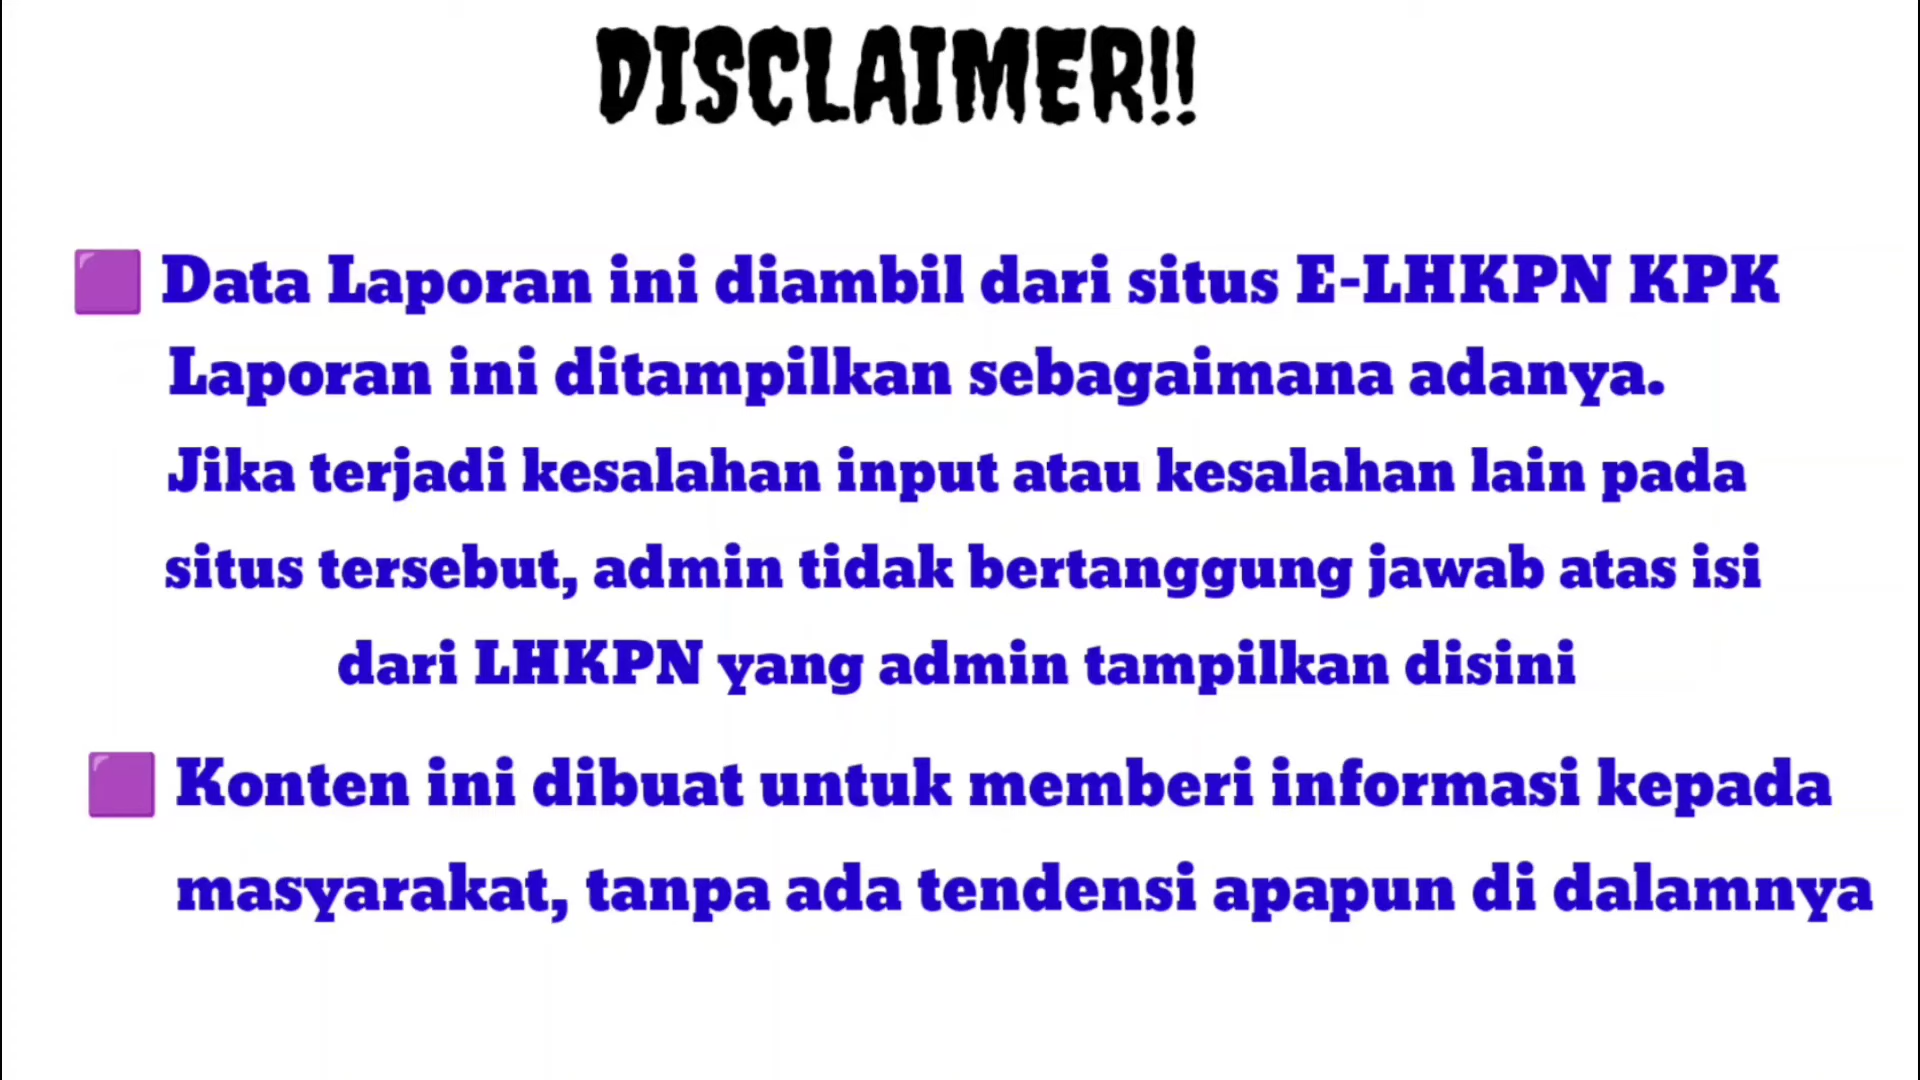 DISCLAIMER!!
Data Laporan ini diambil dari situs E-LHKPN KPK
Laporan ini ditampilkan sebagaimana adanya.
Jika terjadi kesalahan input atau kesalahan lain pada
situs tersebut, admin tidak bertanggung jawab atas isi
dari LHKPN yang admin tampilkan disini
Konten ini dibuat untuk memberi informasi kepada
masyarakat, tanpa ada tendensi apapun di dalamnya